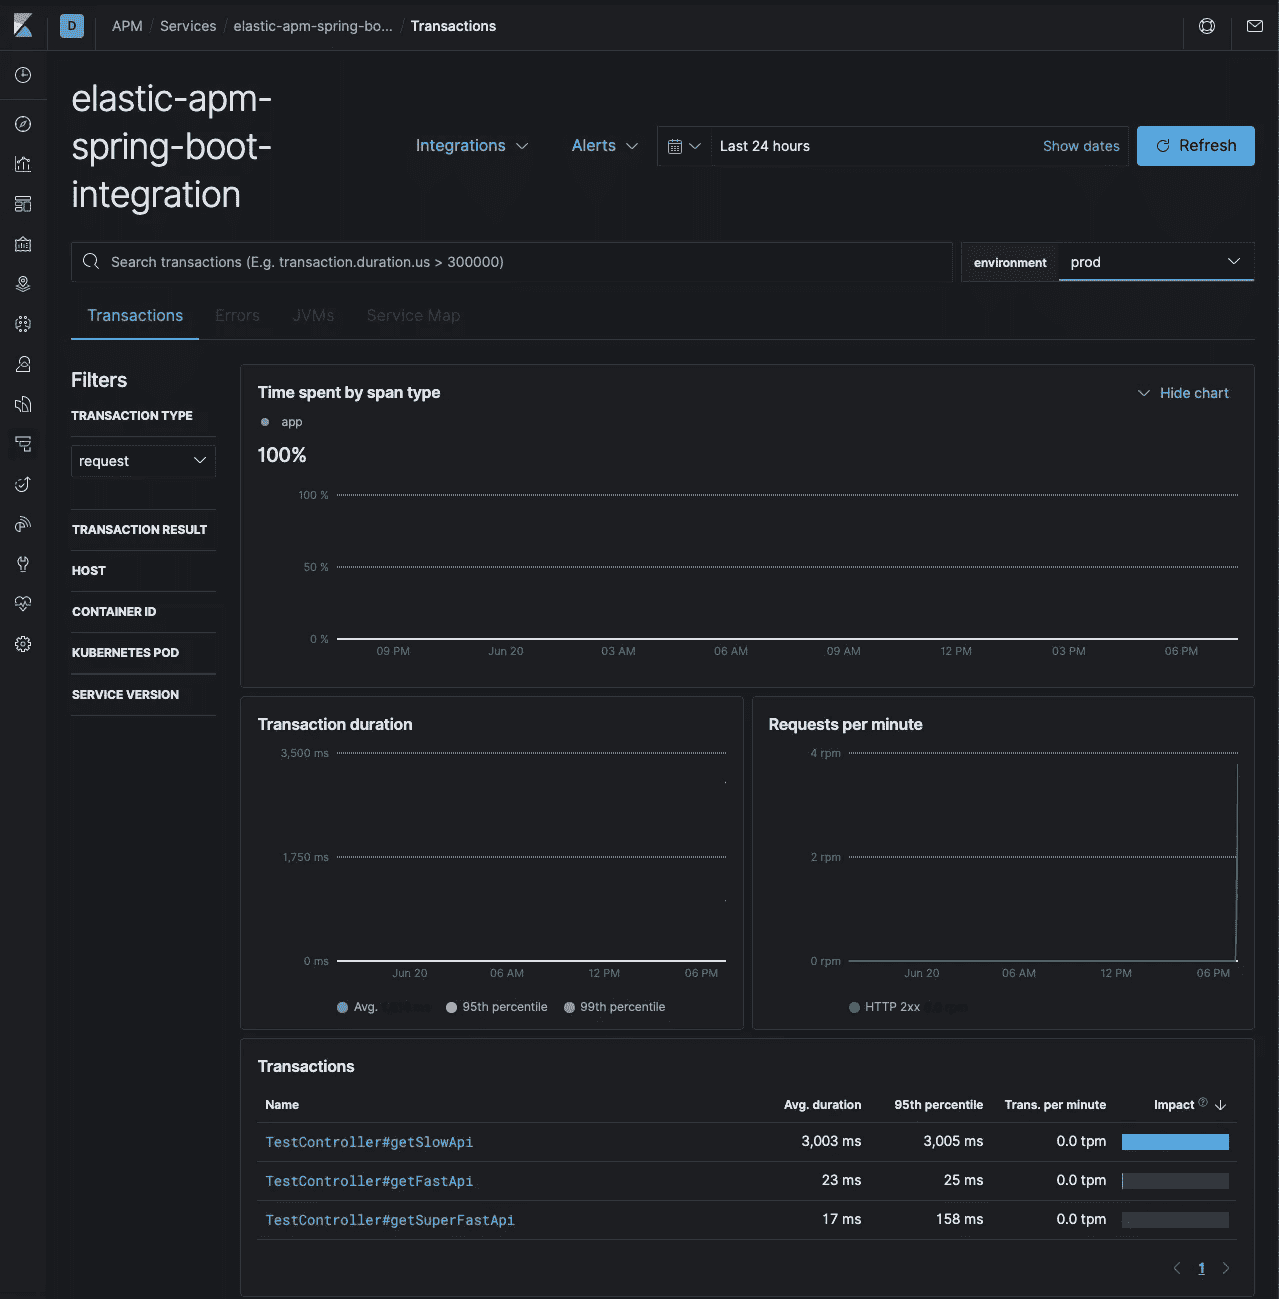 D APM / Services / elastic-apm-spring-bo... / Transactions
elastic-apm-
spring-boot-
integration
Integrations Alerts Last 24 hours Show dates Refresh
Search transactions (E.g. transaction.duration.us > 300000) environment prod
Transactions Errors JVMs Service Map
Filters
TRANSACTION TYPE
request
TRANSACTION RESULT
HOST
CONTAINER ID
KUBERNETES POD
SERVICE VERSION
Time spent by span type Hide chart
app
100%
100 %
50 %
0 %
09 PM Jun 20 03 AM 06 AM 09 AM 12 PM 03 PM 06 PM
Transaction duration
3,500 ms
1,750 ms
0 ms
Jun 20 06 AM 12 PM 06 PM
Avg. 95th percentile 99th percentile
Requests per minute
4 rpm
2 rpm
0 rpm
Jun 20 06 AM 12 PM 06 PM
HTTP 2xx
Transactions
Name Avg. duration 95th percentile Trans. per minute Impact
TestController#getSlowApi 3,003 ms 3,005 ms 0.0 tpm
TestController#getFastApi 23 ms 25 ms 0.0 tpm
TestController#getSuperFastApi 17 ms 158 ms 0.0 tpm
1